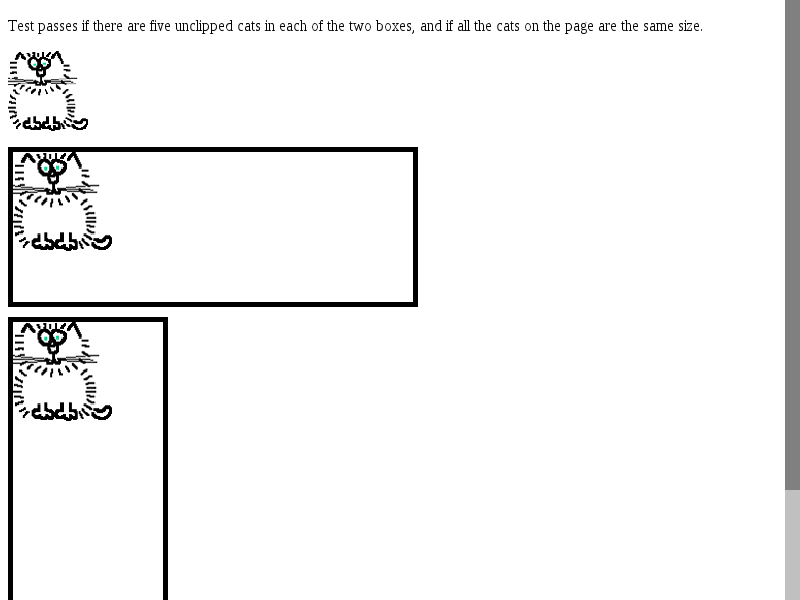 Test passes if there are five unclipped cats in each of the two boxes, and if all the cats on the page are the same size.